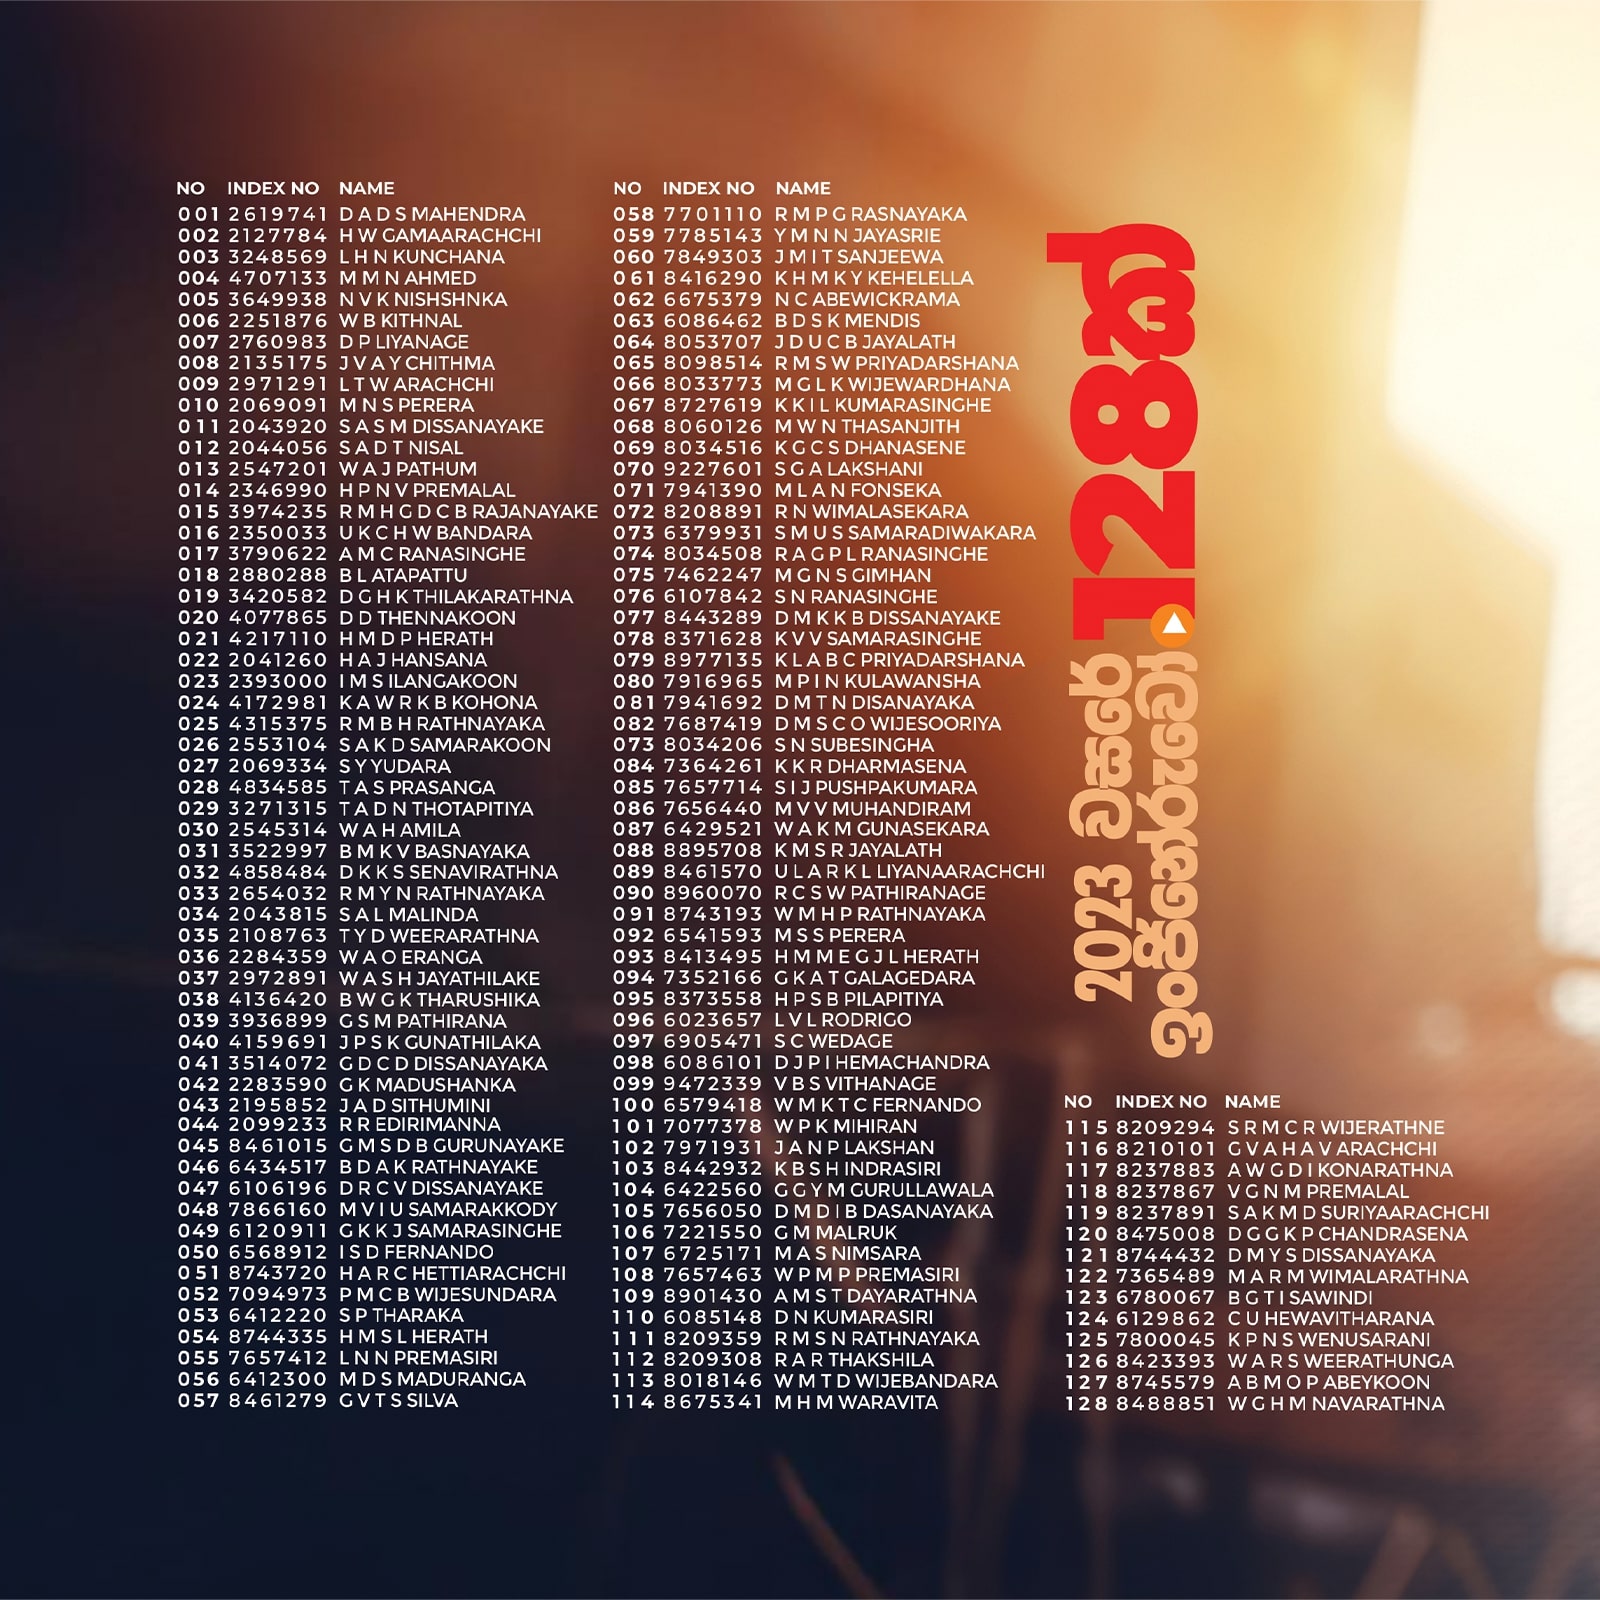 NO INDEX NO NAME
001 2619741 D A D S MAHENDRA
002 2127784 H W GAMAARACHCHI
003 3248569 L H N KUNCHANA
004 4707133 M M N AHMED
005 3649938 N V K NISHSHNKA
006 2251876 W B KITHNAL
007 2760983 D P LIYANAGE
008 2135175 J V A Y CHITHMA
009 2971291 L T W ARACHCHI
010 2069091 M N S PERERA
011 2043920 S A S M DISSANAYAKE
012 2044056 S A D T NISAL
013 2547201 W A J PATHUM
014 2346990 H P N V PREMALAL
015 3974235 R M H G D C B RAJANAYAKE
016 2350033 U K C H W BANDARA
017 3790622 A M C RANASINGHE
018 2880288 B L ATAPATTU
019 3420582 D G H K THILAKARATHNA
020 4077865 D D THENNAKOON
021 4217110 H M D P HERATH
022 2041260 H A J HANSANA
023 2393000 I M S ILANGAKOON
024 4172981 K A W R K B KOHONA
025 4315375 R M B H RATHNAYAKA
026 2553104 S A K D SAMARAKOON
027 2069334 S Y YUDARA
028 4834585 T A S PRASANGA
029 3271315 T A D N THOTAPITIYA
030 2545314 W A H AMILA
031 3522997 B M K V BASNAYAKA
032 4858484 D K K S SENAVIRATHNA
033 2654032 R M Y N RATHNAYAKA
034 2043815 S A L MALINDA
035 2108763 T Y D WEERARATHNA
036 2284359 W A O ERANGA
037 2972891 W A S H JAYATHILAKE
038 4136420 B W G K THARUSHIKA
039 3936899 G S M PATHIRANA
040 4159691 J P S K GUNATHILAKA
041 3514072 G D C D DISSANAYAKA
042 2283590 G K MADUSHANKA
043 2195852 J A D SITHUMINI
044 2099233 R R EDIRIMANNA
045 8461015 G M S D B GURUNAYAKE
046 6434517 B D A K RATHNAYAKE
047 6106196 D R C V DISSANAYAKE
048 7866160 M V I U SAMARAKKODY
049 6120911 G K K J SAMARASINGHE
050 6568912 I S D FERNANDO
051 8743720 H A R C HETTIARACHCHI
052 7094973 P M C B WIJESUNDARA
053 6412220 S P THARAKA
054 8744335 H M S L HERATH
055 7657412 L N N PREMASIRI
056 6412300 M D S MADURANGA
057 8461279 G V T S SILVA
NO INDEX NO NAME
058 7701110 R M P G RASNAYAKA
059 7785143 Y M N N JAYASRIE
060 7849303 J M I T SANJEEWA
061 8416290 K H M K Y KEHELELLA
062 6675379 N C ABEWICKRAMA
063 6086462 B D S K MENDIS
064 8053707 J D U C B JAYALATH
065 8098514 R M S W PRIYADARSHANA
066 8033773 M G L K WIJEWARDHANA
067 8727619 K K I L KUMARASINGHE
068 8060126 M W N THASANJITH
069 8034516 K G C S DHANASENE
070 9227601 S G A LAKSHANI
071 7941390 M L A N FONSEKA
072 8208891 R N WIMALASEKARA
073 6379931 S M U S SAMARADIWAKARA
074 8034508 R A G P L RANASINGHE
075 7462247 M G N S GIMHAN
076 6107842 S N RANASINGHE
077 8443289 D M K K B DISSANAYAKE
078 8371628 K V V SAMARASINGHE
079 8977135 K L A B C PRIYADARSHANA
080 7916965 M P I N KULAWANSHA
081 7941692 D M T N DISANAYAKA
082 7687419 D M S C O WIJESOORIYA
073 8034206 S N SUBESINGHA
084 7364261 K K R DHARMASENA
085 7657714 S I J PUSHPAKUMARA
086 7656440 M V V MUHANDIRAM
087 6429521 W A K M GUNASEKARA
088 8895708 K M S R JAYALATH
089 8461570 U L A R K L LIYANAARACHCHI
090 8960070 R C S W PATHIRANAGE
091 8743193 W M H P RATHNAYAKA
092 6541593 M S S PERERA
093 8413495 H M M E G J L HERATH
094 7352166 G K A T GALAGEDARA
095 8373558 H P S B PILAPITIYA
096 6023657 L V L RODRIGO
097 6905471 S C WEDAGE
098 6086101 D J P I HEMACHANDRA
099 9472339 V B S VITHANAGE
100 6579418 W M K T C FERNANDO
101 7077378 W P K MIHIRAN
102 7971931 J A N P LAKSHAN
103 8442932 K B S H INDRASIRI
104 6422560 G G Y M GURULLAWALA
105 7656050 D M D I B DASANAYAKA
106 7221550 G M MALRUK
107 6725171 M A S NIMSARA
108 7657463 W P M P PREMASIRI
109 8901430 A M S T DAYARATHNA
110 6085148 D N KUMARASIRI
111 8209359 R M S N RATHNAYAKA
112 8209308 R A R THAKSHILA
113 8018146 W M T D WIJEBANDARA
114 8675341 M H M WARAVITA
2023 වසරේ 128ක්
ඉංජිනේරුවෝ
NO INDEX NO NAME
115 8209294 S R M C R WIJERATHNE
116 8210101 G V A H A V ARACHCHI
117 8237883 A W G D I KONARATHNA
118 8237867 V G N M PREMALAL
119 8237891 S A K M D SURIYAARACHCHI
120 8475008 D G G K P CHANDRASENA
121 8744432 D M Y S DISSANAYAKA
122 7365489 M A R M WIMALARATHNA
123 6780067 B G T I SAWINDI
124 6129862 C U HEWAVITHARANA
125 7800045 K P N S WENUSARANI
126 8423393 W A R S WEERATHUNGA
127 8745579 A B M O P ABEYKOON
128 8488851 W G H M NAVARATHNA